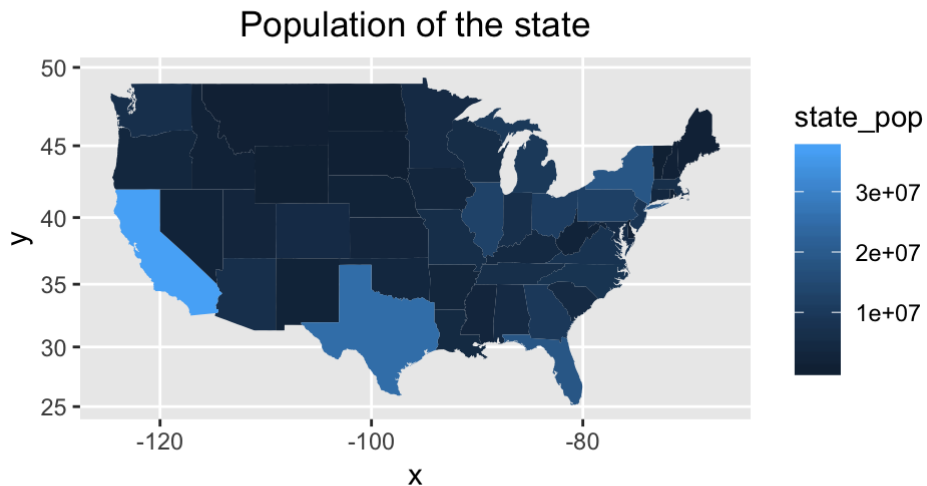 Population of the state
50
45
40
35
30
25
y
-120
-100
-80
x
state_pop
3e+07
2e+07
1e+07